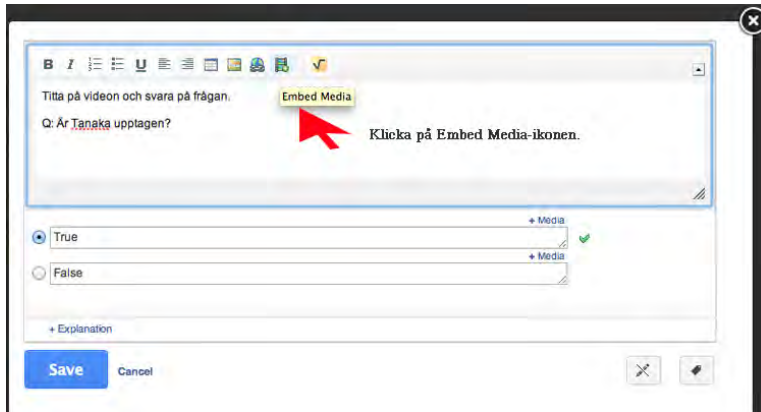 B I U
Titta på videon och svara på frågan.
Embed Media
Q: Är Tanaka upptagen?
Klicka på Embed Media-ikonen.
+ Media
True
+ Media
False
+ Explanation
Save Cancel